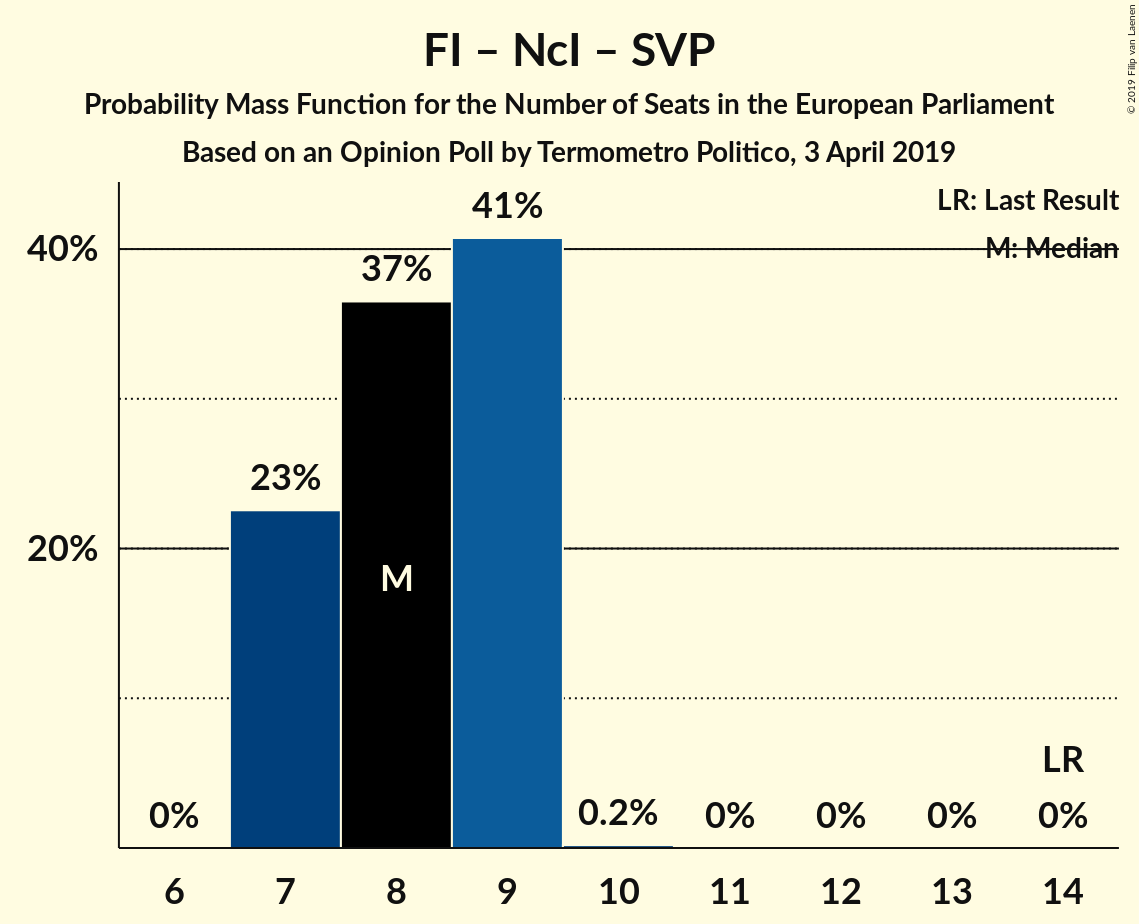 FI – NcI – SVP
Probability Mass Function for the Number of Seats in the European Parliament
Based on an Opinion Poll by Termometro Politico, 3 April 2019
© 2019 Filip van Laenen
LR: Last Result
M: Median
40%
20%
0%
23%
37%
41%
0.2%
0%
0%
0%
0%
M
LR
6 7 8 9 10 11 12 13 14